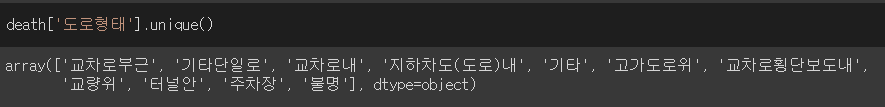 death['도로형태'].unique()
array(['교차로부근', '기타단일로', '교차로내', '지하차도(도로)내', '기타', '고가도로위', '교차로횡단보도내',
'교량위', '터널안', '주차장', '불명'], dtype=object)